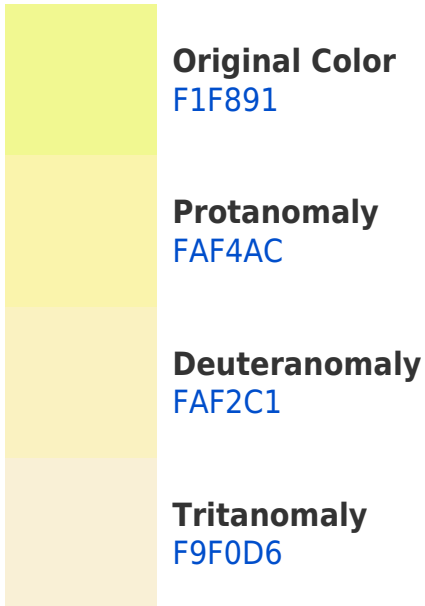 Original Color
F1F891
Protanomaly
FAF4AC
Deuteranomaly
FAF2C1
Tritanomaly
F9F0D6